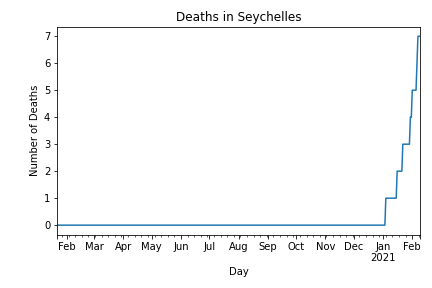 Deaths in Seychelles
Number of Deaths
7
6
5
4
3
2
1
0
Feb Mar Apr May Jun Jul Aug Sep Oct Nov Dec Jan Feb
2021
Day